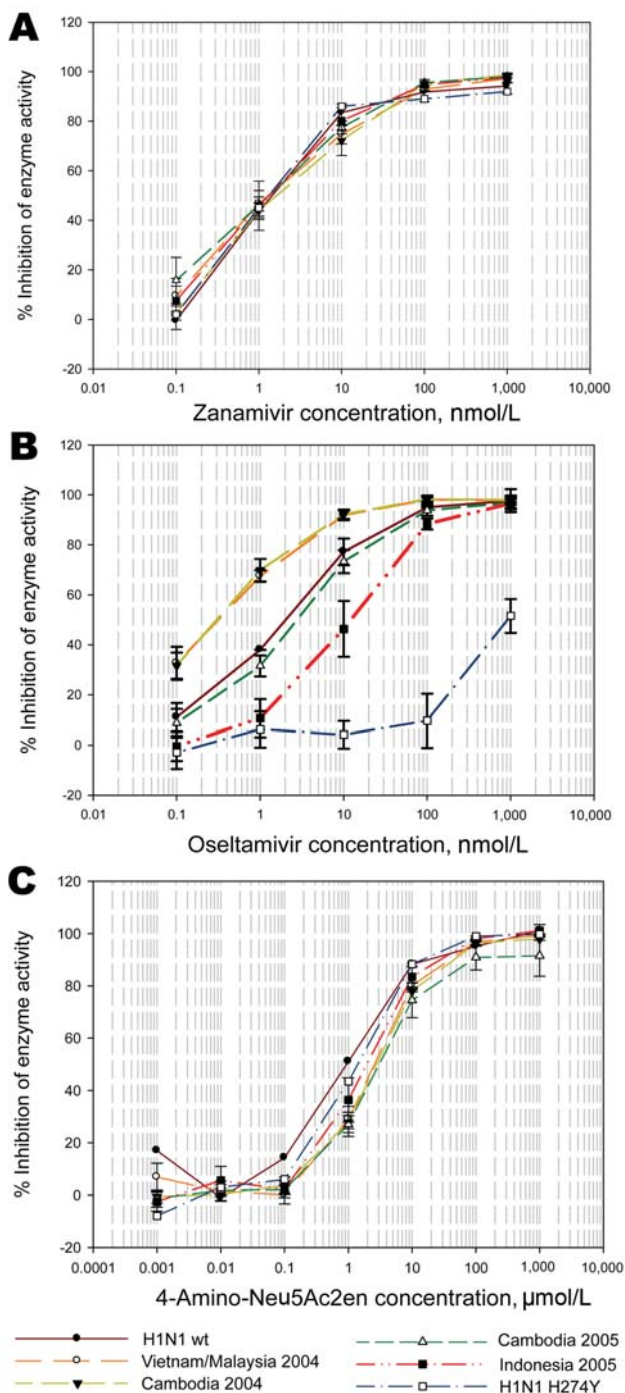 A
120
100
80
60
40
20
0
-20
% Inhibition of enzyme activity
0.01 0.1 1 10 100 1,000 10,000
Zanamivir concentration, nmol/L
B
120
100
80
60
40
20
0
-20
% Inhibition of enzyme activity
0.01 0.1 1 10 100 1,000 10,000
Oseltamivir concentration, nmol/L
C
120
100
80
60
40
20
0
-20
% Inhibition of enzyme activity
0.0001 0.001 0.01 0.1 1 10 100 1,000 10,000
4-Amino-Neu5Ac2en concentration, µmol/L
H1N1 wt
Vietnam/Malaysia 2004
Cambodia 2004
Cambodia 2005
Indonesia 2005
H1N1 H274Y